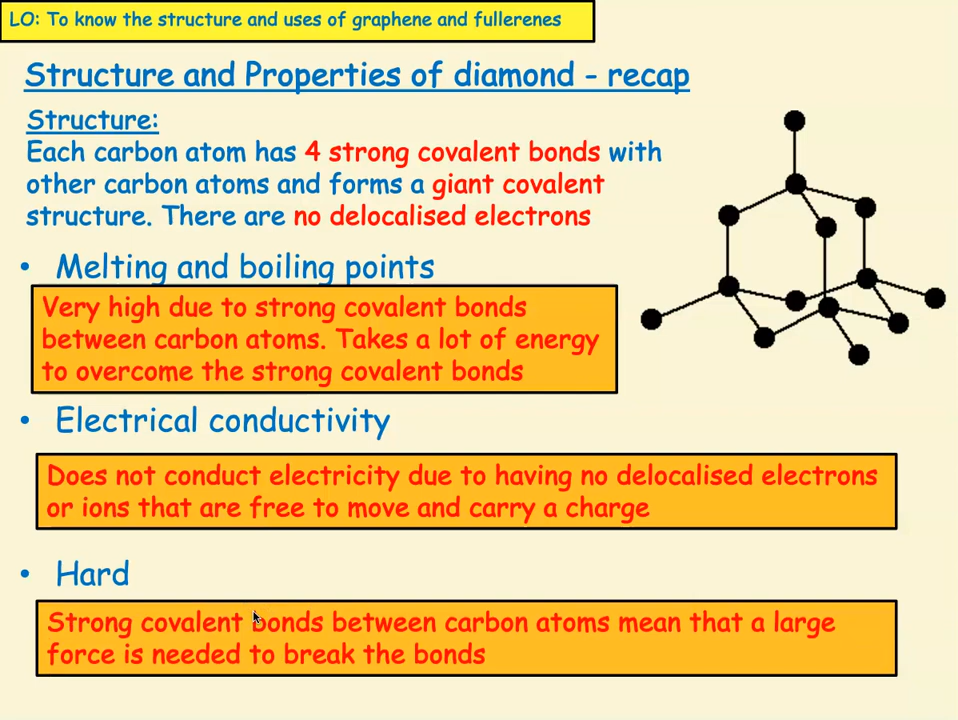 LO: To know the structure and uses of graphene and fullerenes
Structure and Properties of diamond - recap
Structure:
Each carbon atom has 4 strong covalent bonds with
other carbon atoms and forms a giant covalent
structure. There are no delocalised electrons
• Melting and boiling points
Very high due to strong covalent bonds
between carbon atoms. Takes a lot of energy
to overcome the strong covalent bonds
• Electrical conductivity
Does not conduct electricity due to having no delocalised electrons
or ions that are free to move and carry a charge
• Hard
Strong covalent bonds between carbon atoms mean that a large
force is needed to break the bonds